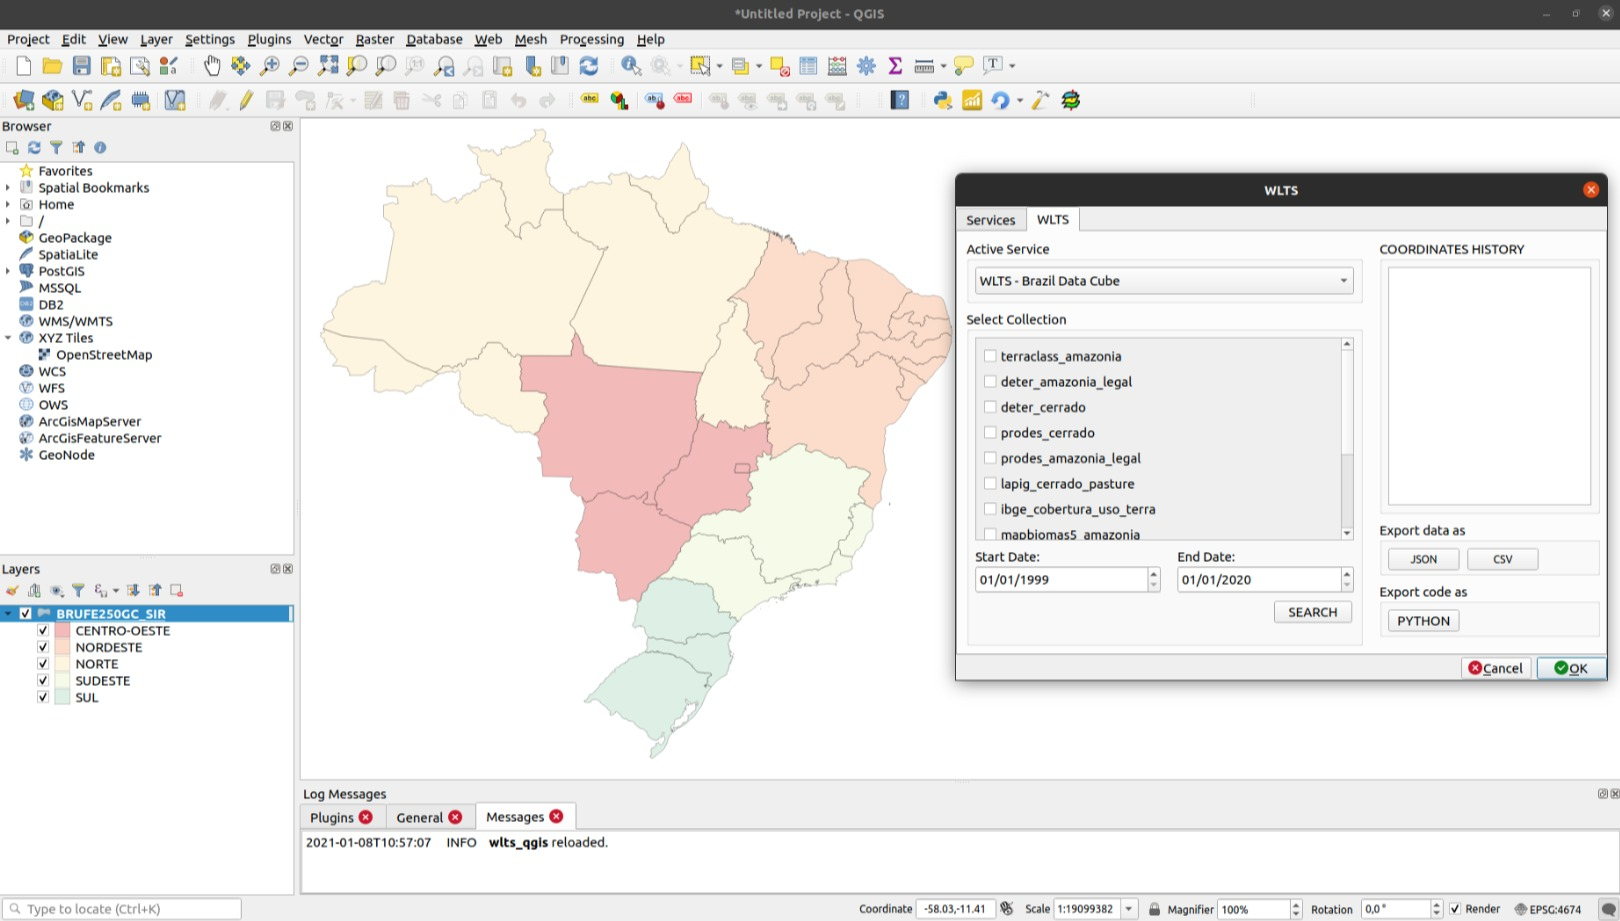 *Untitled Project - QGIS
Project Edit View Layer Settings Plugins Vector Raster Database Web Mesh Processing Help
Browser
Favorites
Spatial Bookmarks
Home
/
GeoPackage
SpatiaLite
PostGIS
MSSQL
DB2
WMS/WMTS
XYZ Tiles
OpenStreetMap
WCS
WFS
OWS
ArcGisMapServer
ArcGisFeatureServer
GeoNode
Layers
BRUFE250GC_SIR
CENTRO-OESTE
NORDESTE
NORTE
SUDESTE
SUL
WLTS
Services WLTS
Active Service
WLTS - Brazil Data Cube
Select Collection
terraclass_amazonia
deter_amazonia_legal
deter_cerrado
prodes_cerrado
prodes_amazonia_legal
lapig_cerrado_pasture
ibge_cobertura_uso_terra
mapbiomas5_amazonia
Start Date: End Date:
01/01/1999 01/01/2020
SEARCH
COORDINATES HISTORY
Export data as
JSON CSV
Export code as
PYTHON
Cancel OK
Log Messages
Plugins General Messages
2021-01-08T10:57:07 INFO wlts_qgis reloaded.
Type to locate (Ctrl+K)
Coordinate -58.03,-11.41 Scale 1:19099382 Magnifier 100% Rotation 0,0° Render EPSG:4674